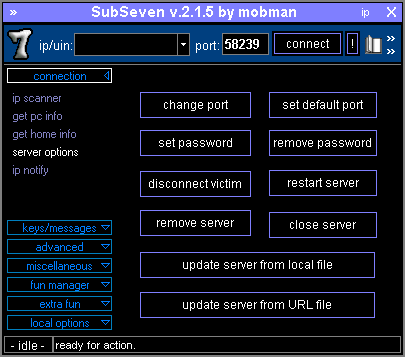 » SubSeven v.2.1.5 by mobman ip X
7 ip/uin: port: 58239 connect ! »
»
connection
ip scanner
get pc info
get home info
server options
ip notify
keys/messages
advanced
miscellaneous
fun manager
extra fun
local options
change port set default port
set password remove password
disconnect victim restart server
remove server close server
update server from local file
update server from URL file
- idle - ready for action.